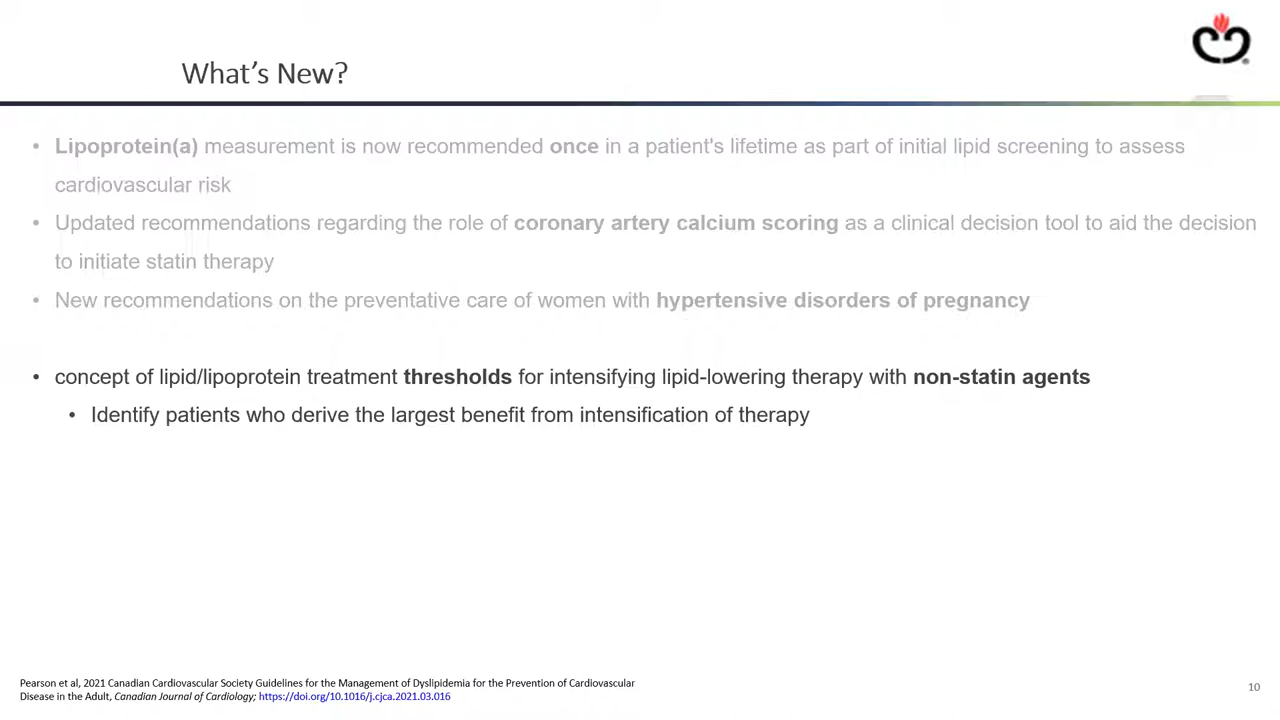 What's New?
• Lipoprotein(a) measurement is now recommended once in a patient's lifetime as part of initial lipid screening to assess
cardiovascular risk
• Updated recommendations regarding the role of coronary artery calcium scoring as a clinical decision tool to aid the decision
to initiate statin therapy
• New recommendations on the preventative care of women with hypertensive disorders of pregnancy
• concept of lipid/lipoprotein treatment thresholds for intensifying lipid-lowering therapy with non-statin agents
• Identify patients who derive the largest benefit from intensification of therapy
Pearson et al, 2021 Canadian Cardiovascular Society Guidelines for the Management of Dyslipidemia for the Prevention of Cardiovascular
Disease in the Adult, Canadian Journal of Cardiology; https://doi.org/10.1016/j.cjca.2021.03.016
10